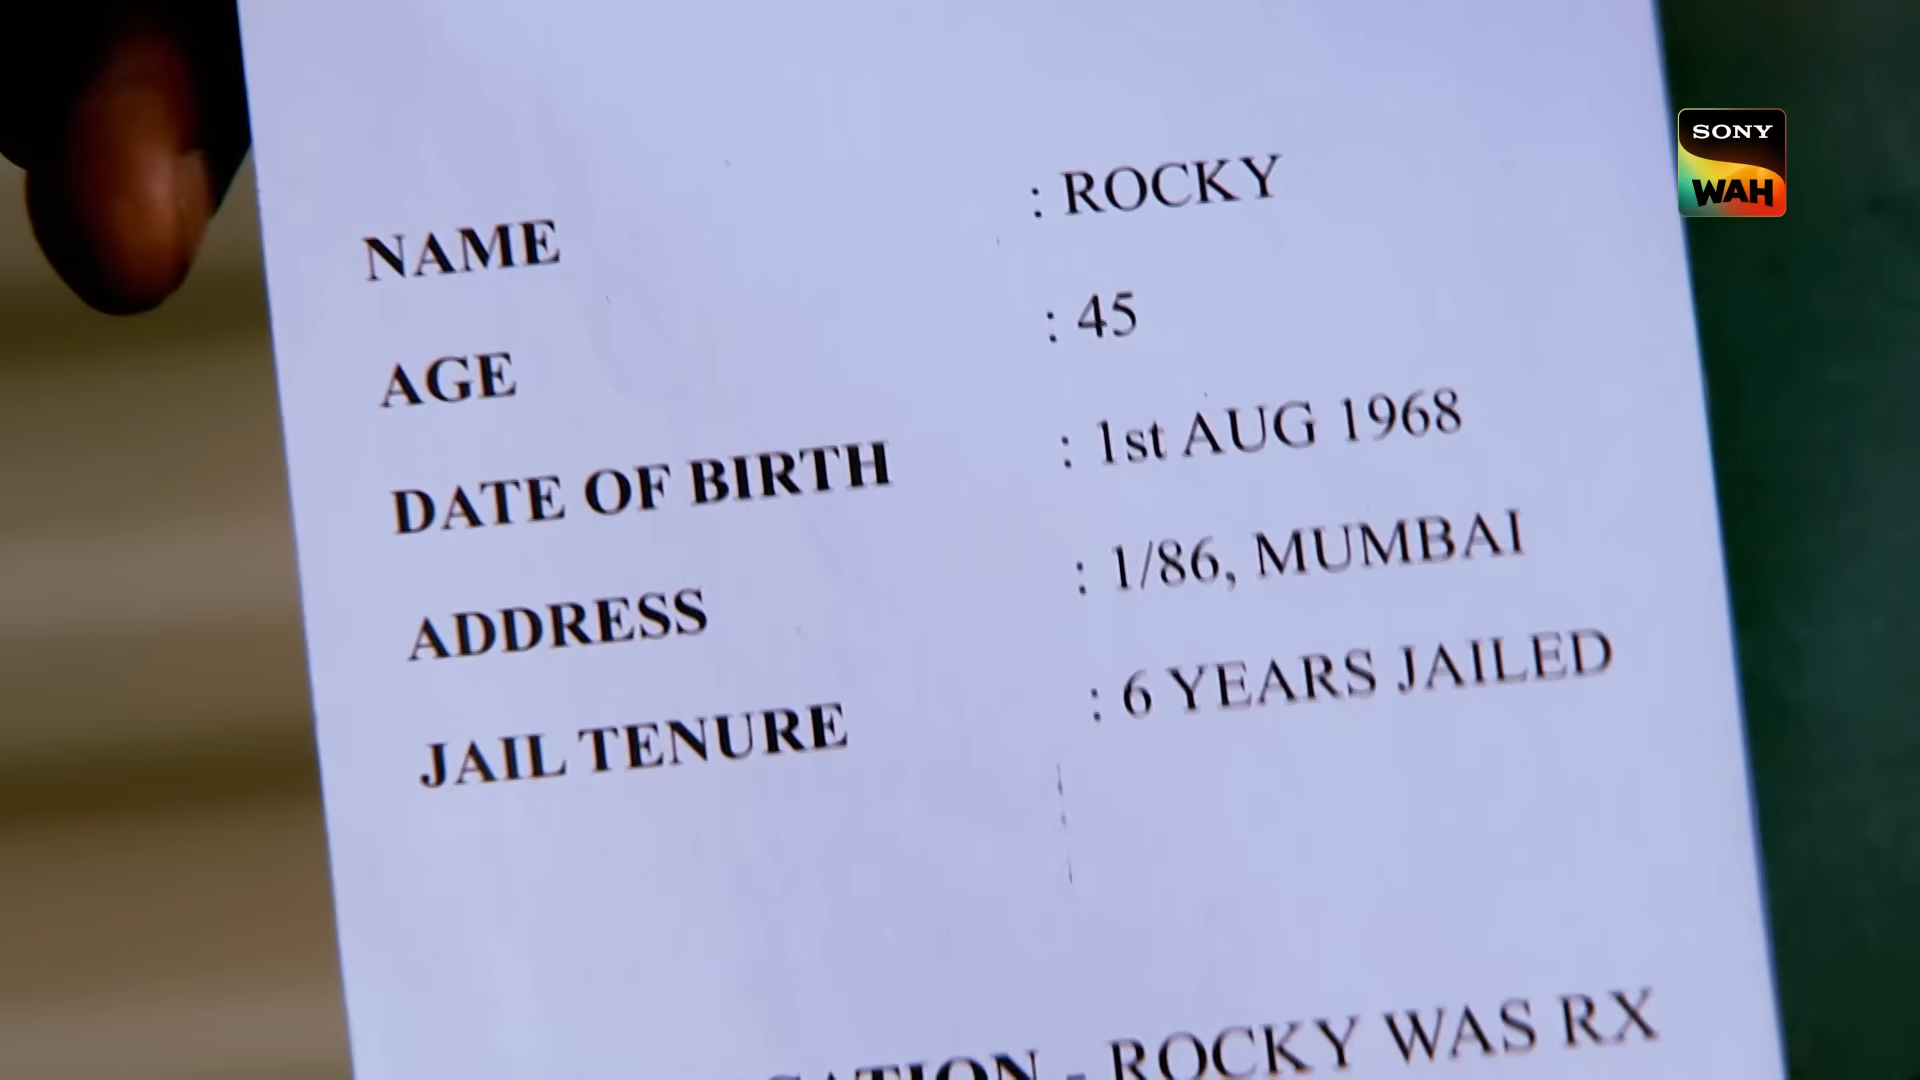 SONY
WAH
NAME : ROCKY
AGE : 45
DATE OF BIRTH : 1st AUG 1968
ADDRESS : 1/86, MUMBAI
JAIL TENURE : 6 YEARS JAILED
- ROCKY WAS RX